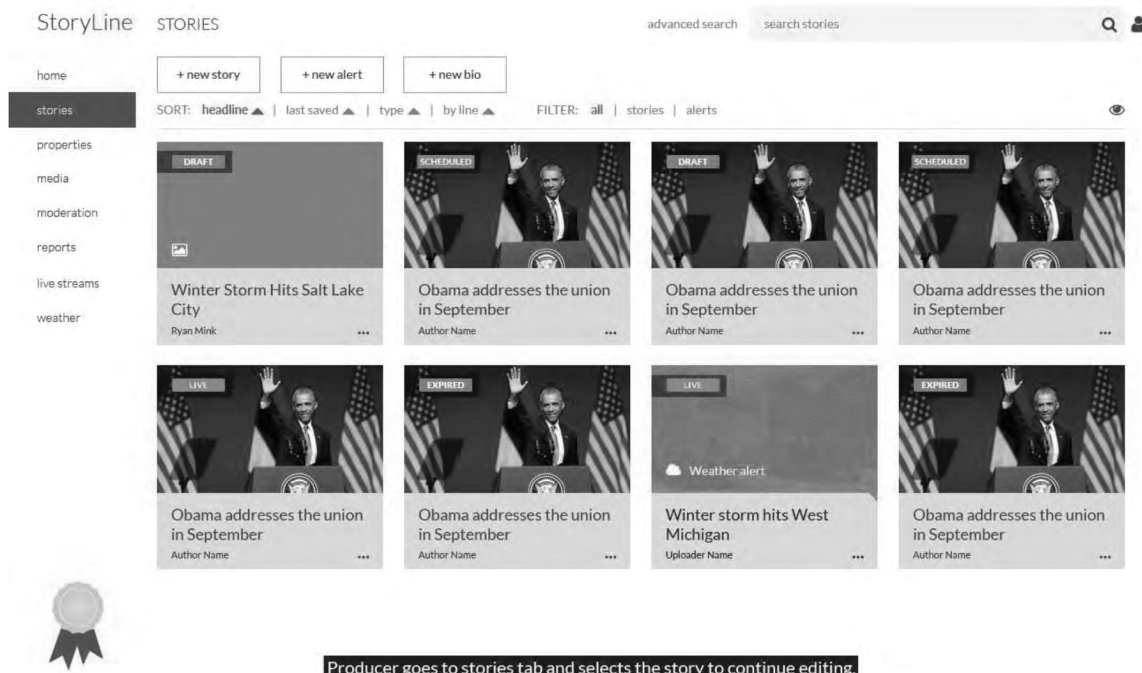 StoryLine STORIES advanced search search stories
home
stories
properties
media
moderation
reports
live streams
weather
+ new story + new alert + new bio
SORT: headline | last saved | type | by line FILTER: all | stories | alerts
DRAFT SCHEDULED DRAFT SCHEDULED
Winter Storm Hits Salt Lake
City
Ryan Mink
Obama addresses the union
in September
Author Name
Obama addresses the union
in September
Author Name
Obama addresses the union
in September
Author Name
LIVE EXPIRED LIVE EXPIRED
Weather alert
Obama addresses the union
in September
Author Name
Obama addresses the union
in September
Author Name
Winter storm hits West
Michigan
Uploader Name
Obama addresses the union
in September
Author Name
Producer goes to stories tab and selects the story to continue editing.